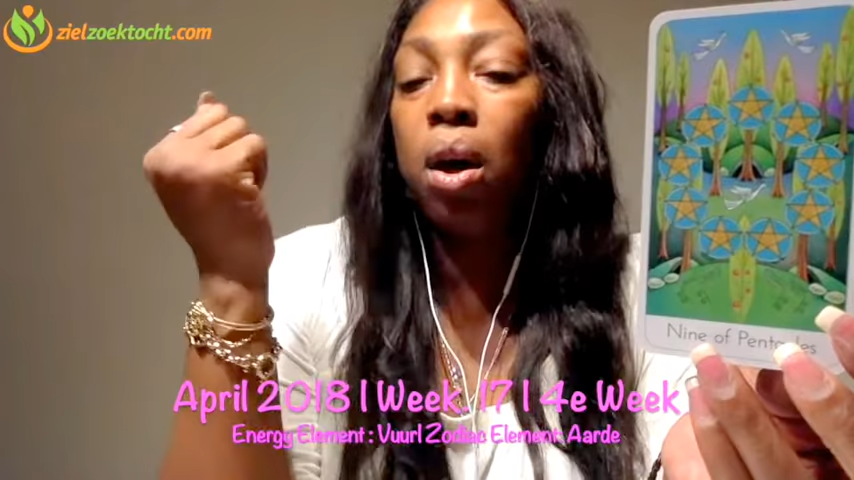 zielzoektocht.com
Nine of Pentacles
April 2018 | Week 17 | 4e Week
Energy Element : Vuur | Zodiac Element: Aarde